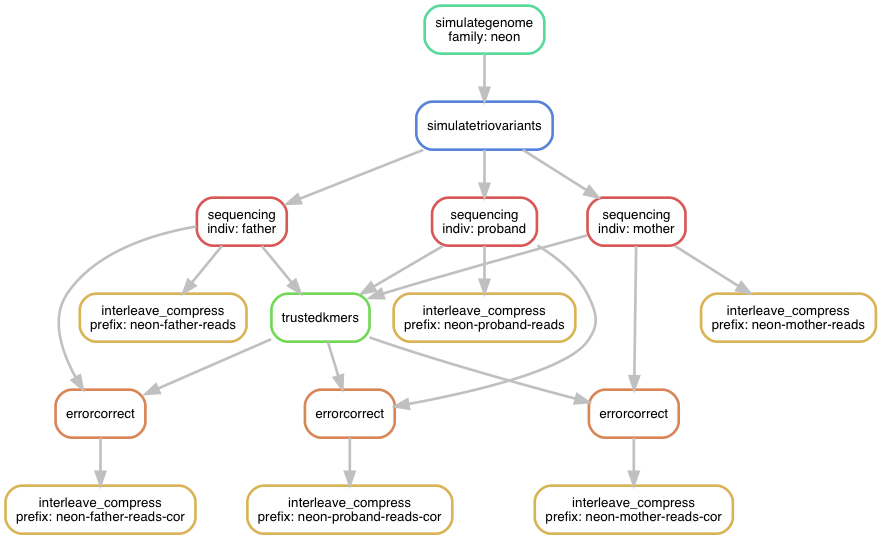 simulategenome
family: neon
simulatetriovariants
sequencing
indiv: father
sequencing
indiv: proband
sequencing
indiv: mother
interleave_compress
prefix: neon-father-reads
trustedkmers
interleave_compress
prefix: neon-proband-reads
interleave_compress
prefix: neon-mother-reads
errorcorrect
errorcorrect
errorcorrect
interleave_compress
prefix: neon-father-reads-cor
interleave_compress
prefix: neon-proband-reads-cor
interleave_compress
prefix: neon-mother-reads-cor